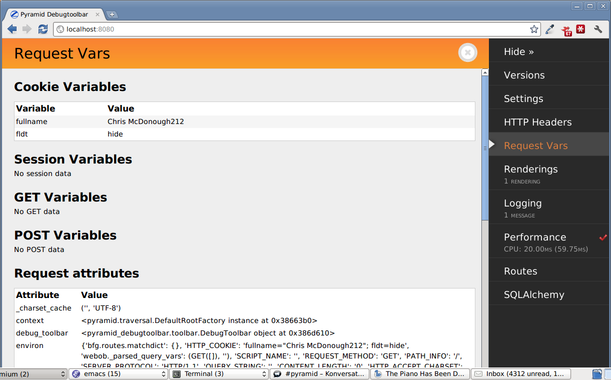 Pyramid Debugtoolbar
localhost:8080
Request Vars
Cookie Variables
Variable Value
fullname Chris McDonough212
fldt hide
Session Variables
No session data
GET Variables
No GET data
POST Variables
No POST data
Request attributes
Attribute Value
_charset_cache ('', 'UTF-8')
context <pyramid.traversal.DefaultRootFactory instance at 0x38663b0>
debug_toolbar <pyramid_debugtoolbar.toolbar.DebugToolbar object at 0x386d610>
environ {'bfg.routes.matchdict': {}, 'HTTP_COOKIE': 'fullname="Chris McDonough212"; fldt=hide',
'webob._parsed_query_vars': (GET([]), ''), 'SCRIPT_NAME': '', 'REQUEST_METHOD': 'GET', 'PATH_INFO': '/',
'SERVER_PROTOCOL': 'HTTP/1.1', 'QUERY_STRING': '', 'CONTENT_LENGTH': '0', 'HTTP_ACCEPT_CHARSET':
Hide »
Versions
Settings
HTTP Headers
Request Vars
Renderings
1 RENDERING
Logging
1 MESSAGE
Performance
CPU: 20.00MS (59.75MS)
Routes
SQLAlchemy
mium (2)
emacs (15)
Terminal (3)
#pyramid – Konversat...
The Piano Has Been D...
Inbox (4312 unread, 1...